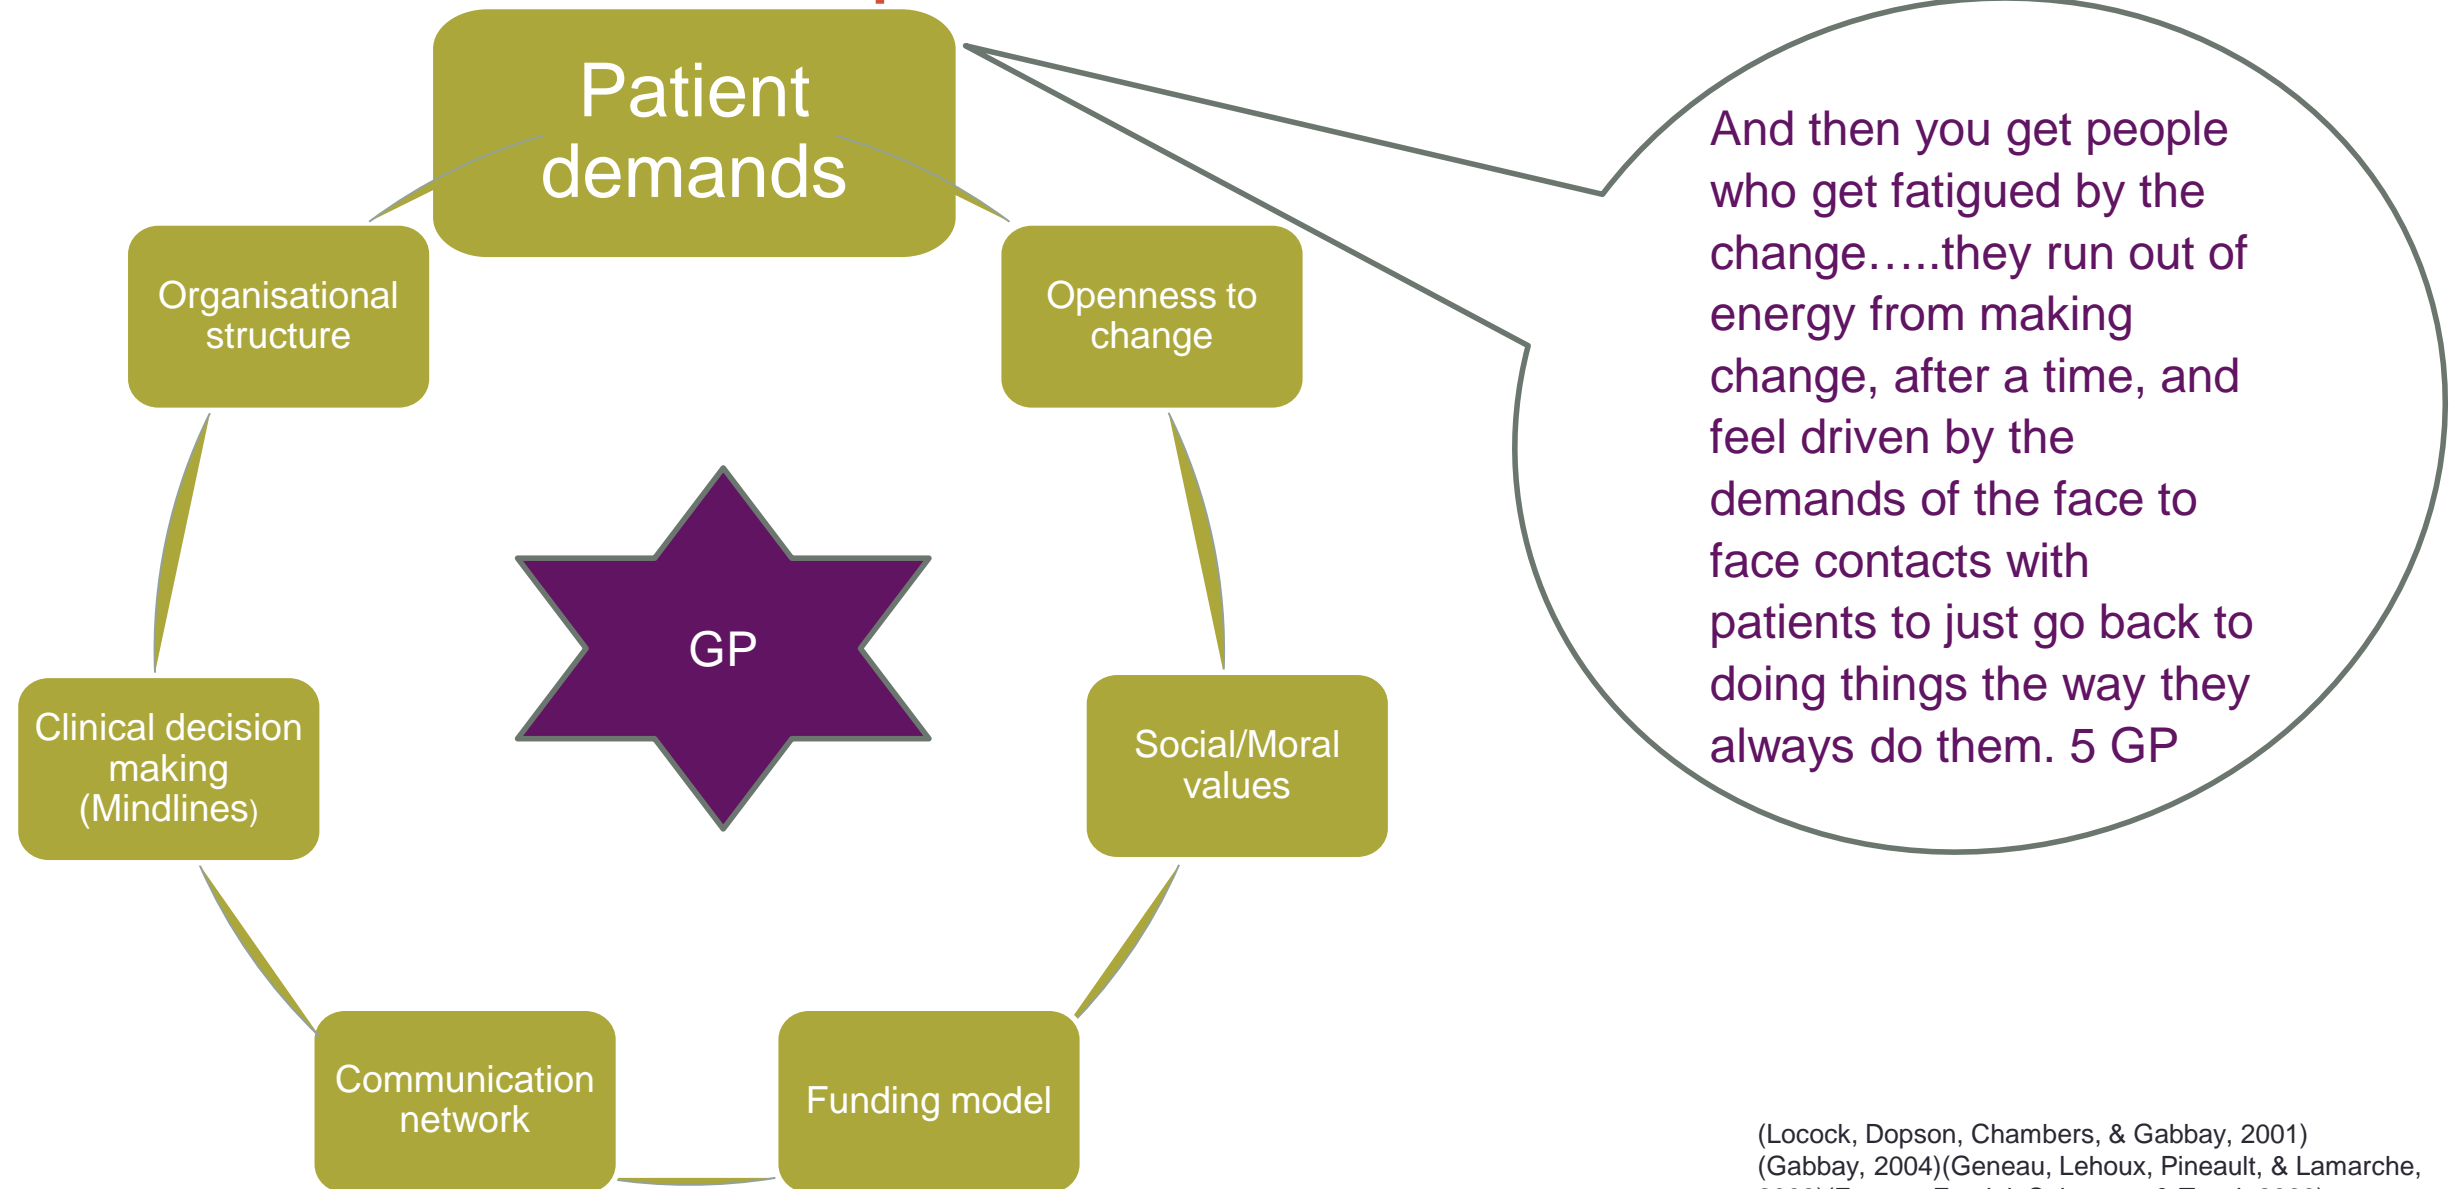 Patient
demands
Organisational
structure
Openness to
change
GP
Clinical decision
making
(Mindlines)
Social/Moral
values
Communication
network
Funding model
And then you get people
who get fatigued by the
change…..they run out of
energy from making
change, after a time, and
feel driven by the
demands of the face to
face contacts with
patients to just go back to
doing things the way they
always do them. 5 GP
(Locock, Dopson, Chambers, & Gabbay, 2001)
(Gabbay, 2004)(Geneau, Lehoux, Pineault, & Lamarche,